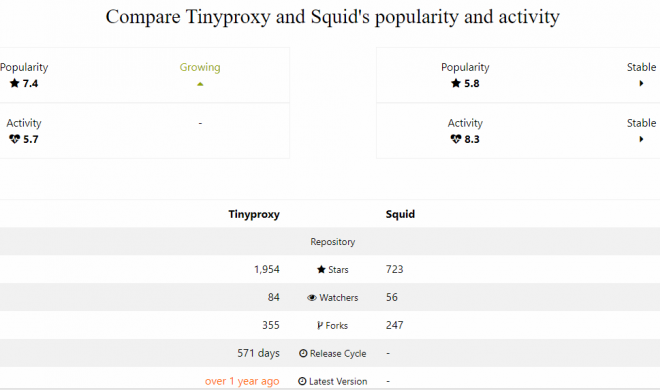 Compare Tinyproxy and Squid's popularity and activity
Popularity Growing
7.4
Activity -
5.7
Popularity Stable
5.8
Activity Stable
8.3
Tinyproxy Squid
Repository
1,954 Stars 723
84 Watchers 56
355 Forks 247
571 days Release Cycle -
over 1 year ago Latest Version -